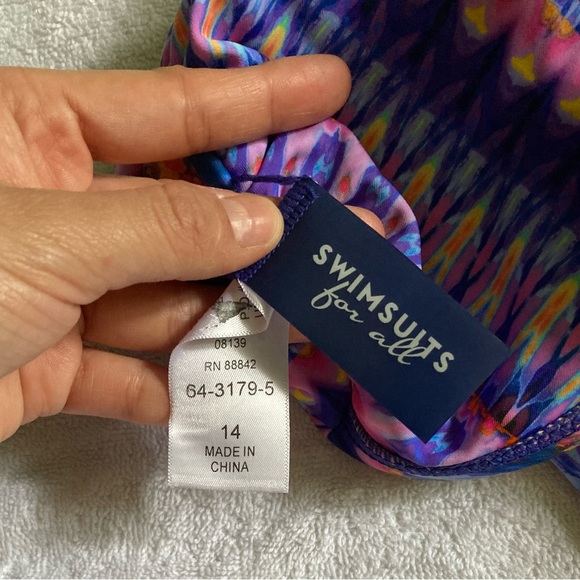 SWIMSUITS
for all
08139
RN 88842
64-3179-5
14
MADE IN
CHINA